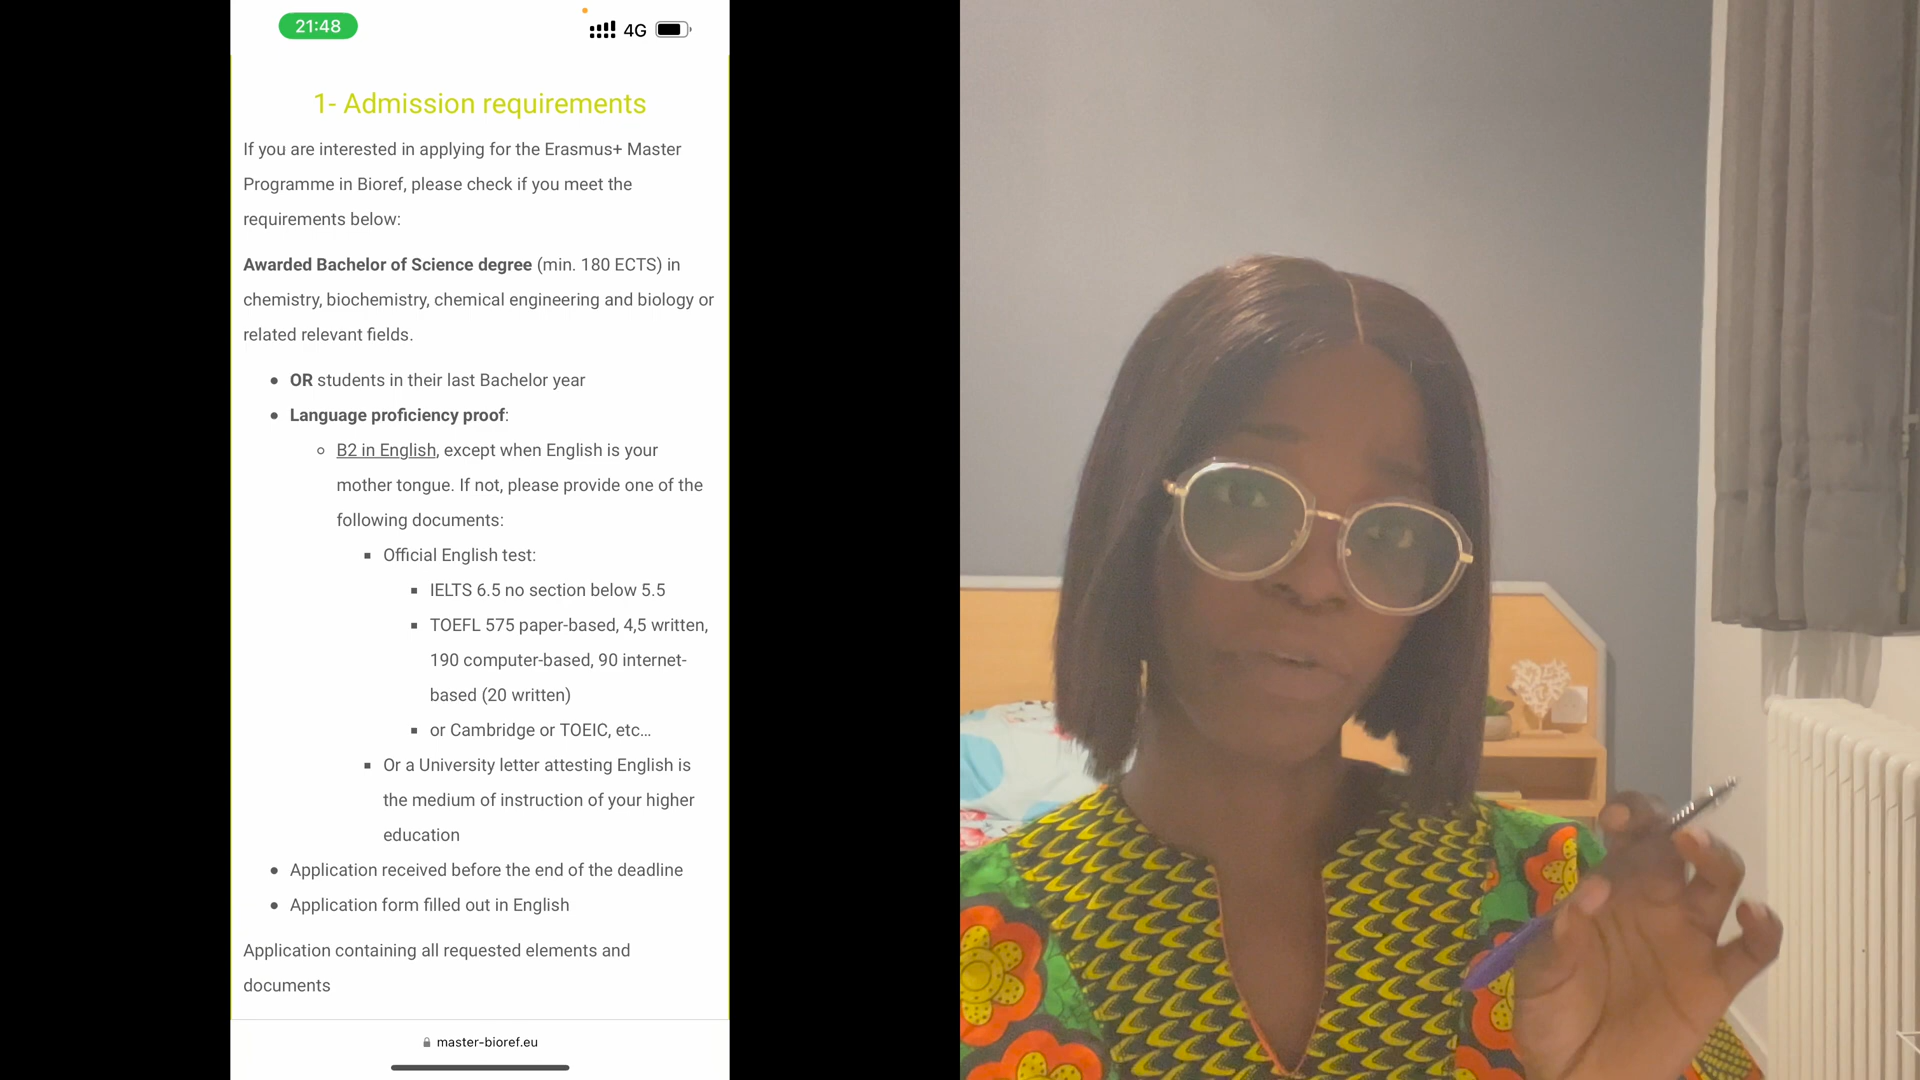 21:48
4G
1- Admission requirements
If you are interested in applying for the Erasmus+ Master
Programme in Bioref, please check if you meet the
requirements below:
Awarded Bachelor of Science degree (min. 180 ECTS) in
chemistry, biochemistry, chemical engineering and biology or
related relevant fields.
OR students in their last Bachelor year
Language proficiency proof:
B2 in English, except when English is your
mother tongue. If not, please provide one of the
following documents:
Official English test:
IELTS 6.5 no section below 5.5
TOEFL 575 paper-based, 4,5 written,
190 computer-based, 90 internet-
based (20 written)
or Cambridge or TOEIC, etc...
Or a University letter attesting English is
the medium of instruction of your higher
education
Application received before the end of the deadline
Application form filled out in English
Application containing all requested elements and
documents
master-bioref.eu